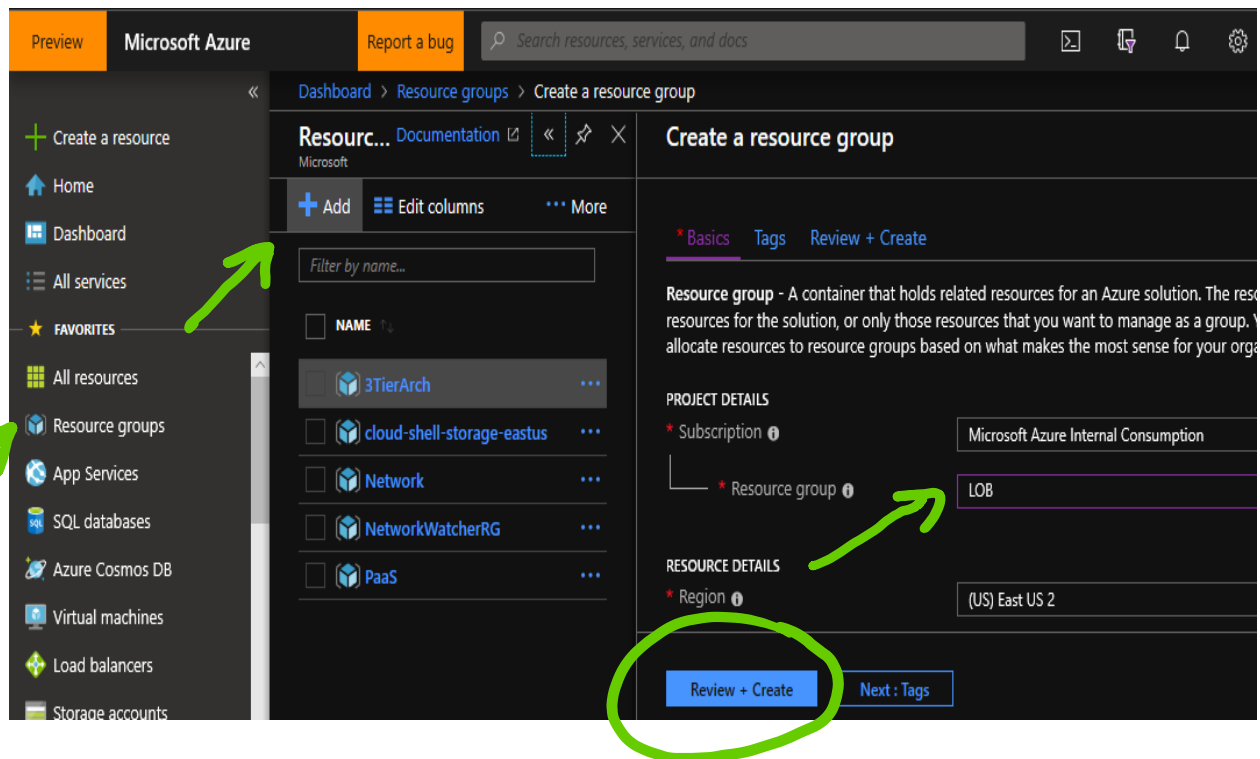 Preview
Microsoft Azure
Report a bug
Search resources, services, and docs
Create a resource
Home
Dashboard
All services
FAVORITES
All resources
Resource groups
App Services
SQL databases
Azure Cosmos DB
Virtual machines
Load balancers
Storage accounts
Dashboard > Resource groups > Create a resource group
Resourc... Documentation
Microsoft
Add Edit columns ... More
Filter by name...
NAME
3TierArch ...
cloud-shell-storage-eastus ...
Network ...
NetworkWatcherRG ...
PaaS ...
Create a resource group
* Basics Tags Review + Create
Resource group - A container that holds related resources for an Azure solution. The reso
resources for the solution, or only those resources that you want to manage as a group. Y
allocate resources to resource groups based on what makes the most sense for your orga
PROJECT DETAILS
* Subscription Microsoft Azure Internal Consumption
* Resource group LOB
RESOURCE DETAILS
* Region (US) East US 2
Review + Create Next : Tags